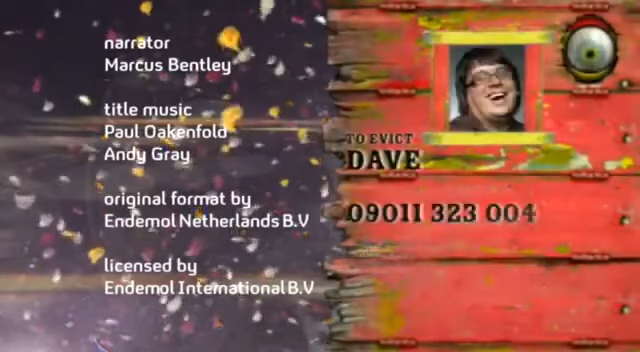 narrator
Marcus Bentley
title music
Paul Oakenfold
Andy Gray
original format by
Endemol Netherlands B.V
licensed by
Endemol International B.V
TO EVICT
DAVE
09011 323 004